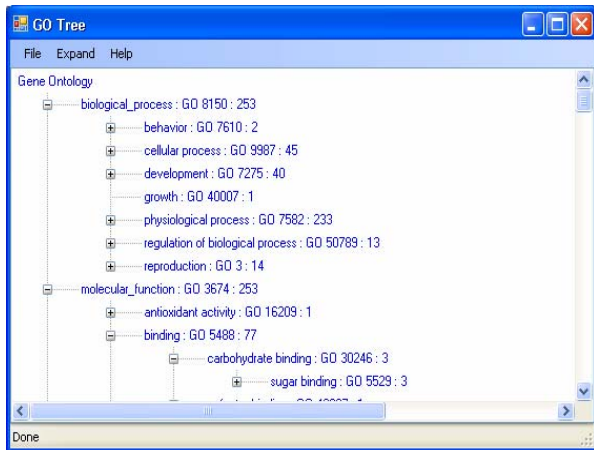 GO Tree
File Expand Help
Gene Ontology
biological_process : GO 8150 : 253
behavior : GO 7610 : 2
cellular process : GO 9987 : 45
development : GO 7275 : 40
growth : GO 40007 : 1
physiological process : GO 7582 : 233
regulation of biological process : GO 50789 : 13
reproduction : GO 3 : 14
molecular_function : GO 3674 : 253
antioxidant activity : GO 16209 : 1
binding : GO 5488 : 77
carbohydrate binding : GO 30246 : 3
sugar binding : GO 5529 : 3
Done